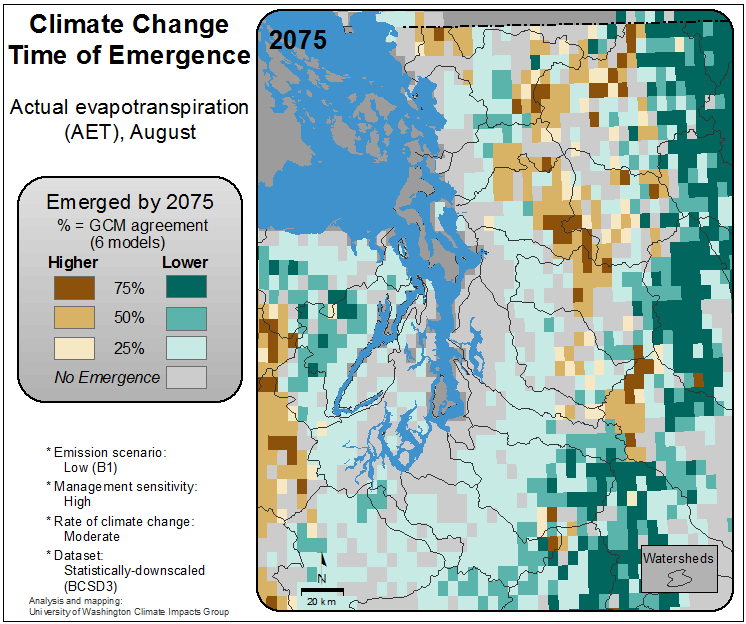 Climate Change
Time of Emergence
Actual evapotranspiration
(AET), August
Emerged by 2075
% = GCM agreement
(6 models)
Higher Lower
75%
50%
25%
No Emergence
* Emission scenario:
Low (B1)
* Management sensitivity:
High
* Rate of climate change:
Moderate
* Dataset:
Statistically-downscaled
(BCSD3)
Analysis and mapping:
University of Washington Climate Impacts Group
2075
N
20 km
Watersheds